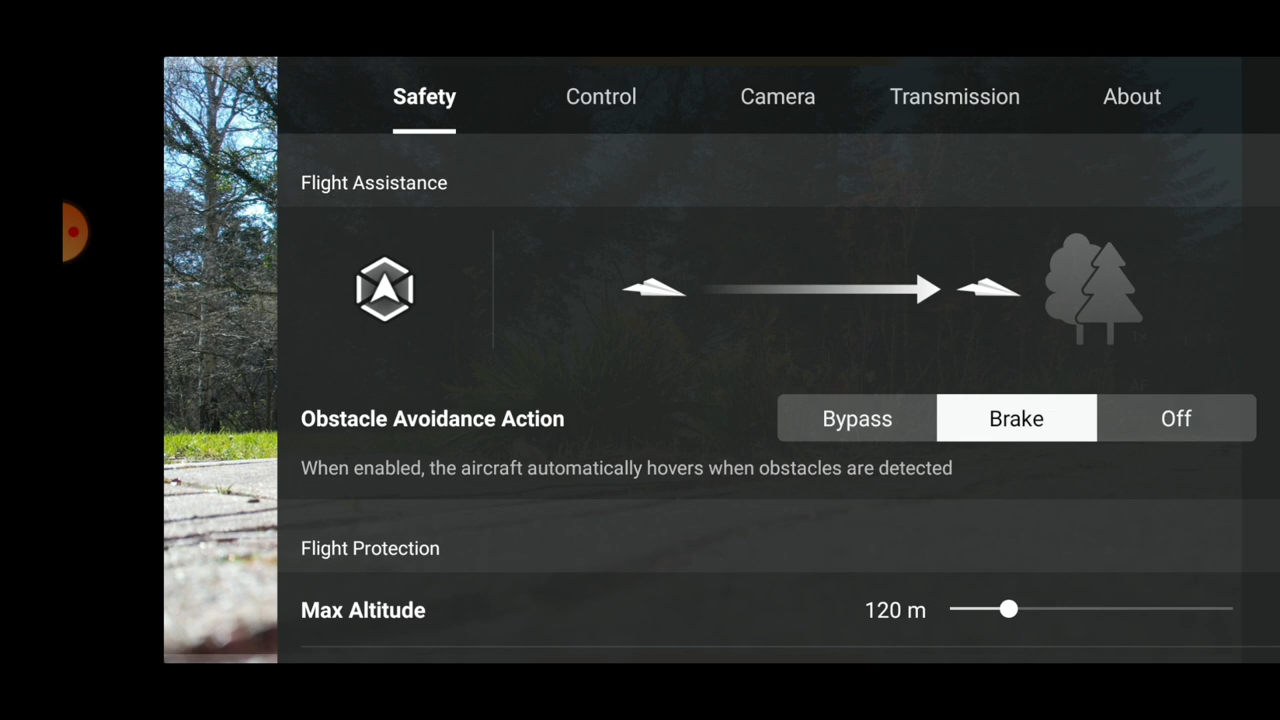 Safety Control Camera Transmission About
Flight Assistance
Obstacle Avoidance Action Bypass Brake Off
When enabled, the aircraft automatically hovers when obstacles are detected
Flight Protection
Max Altitude 120 m